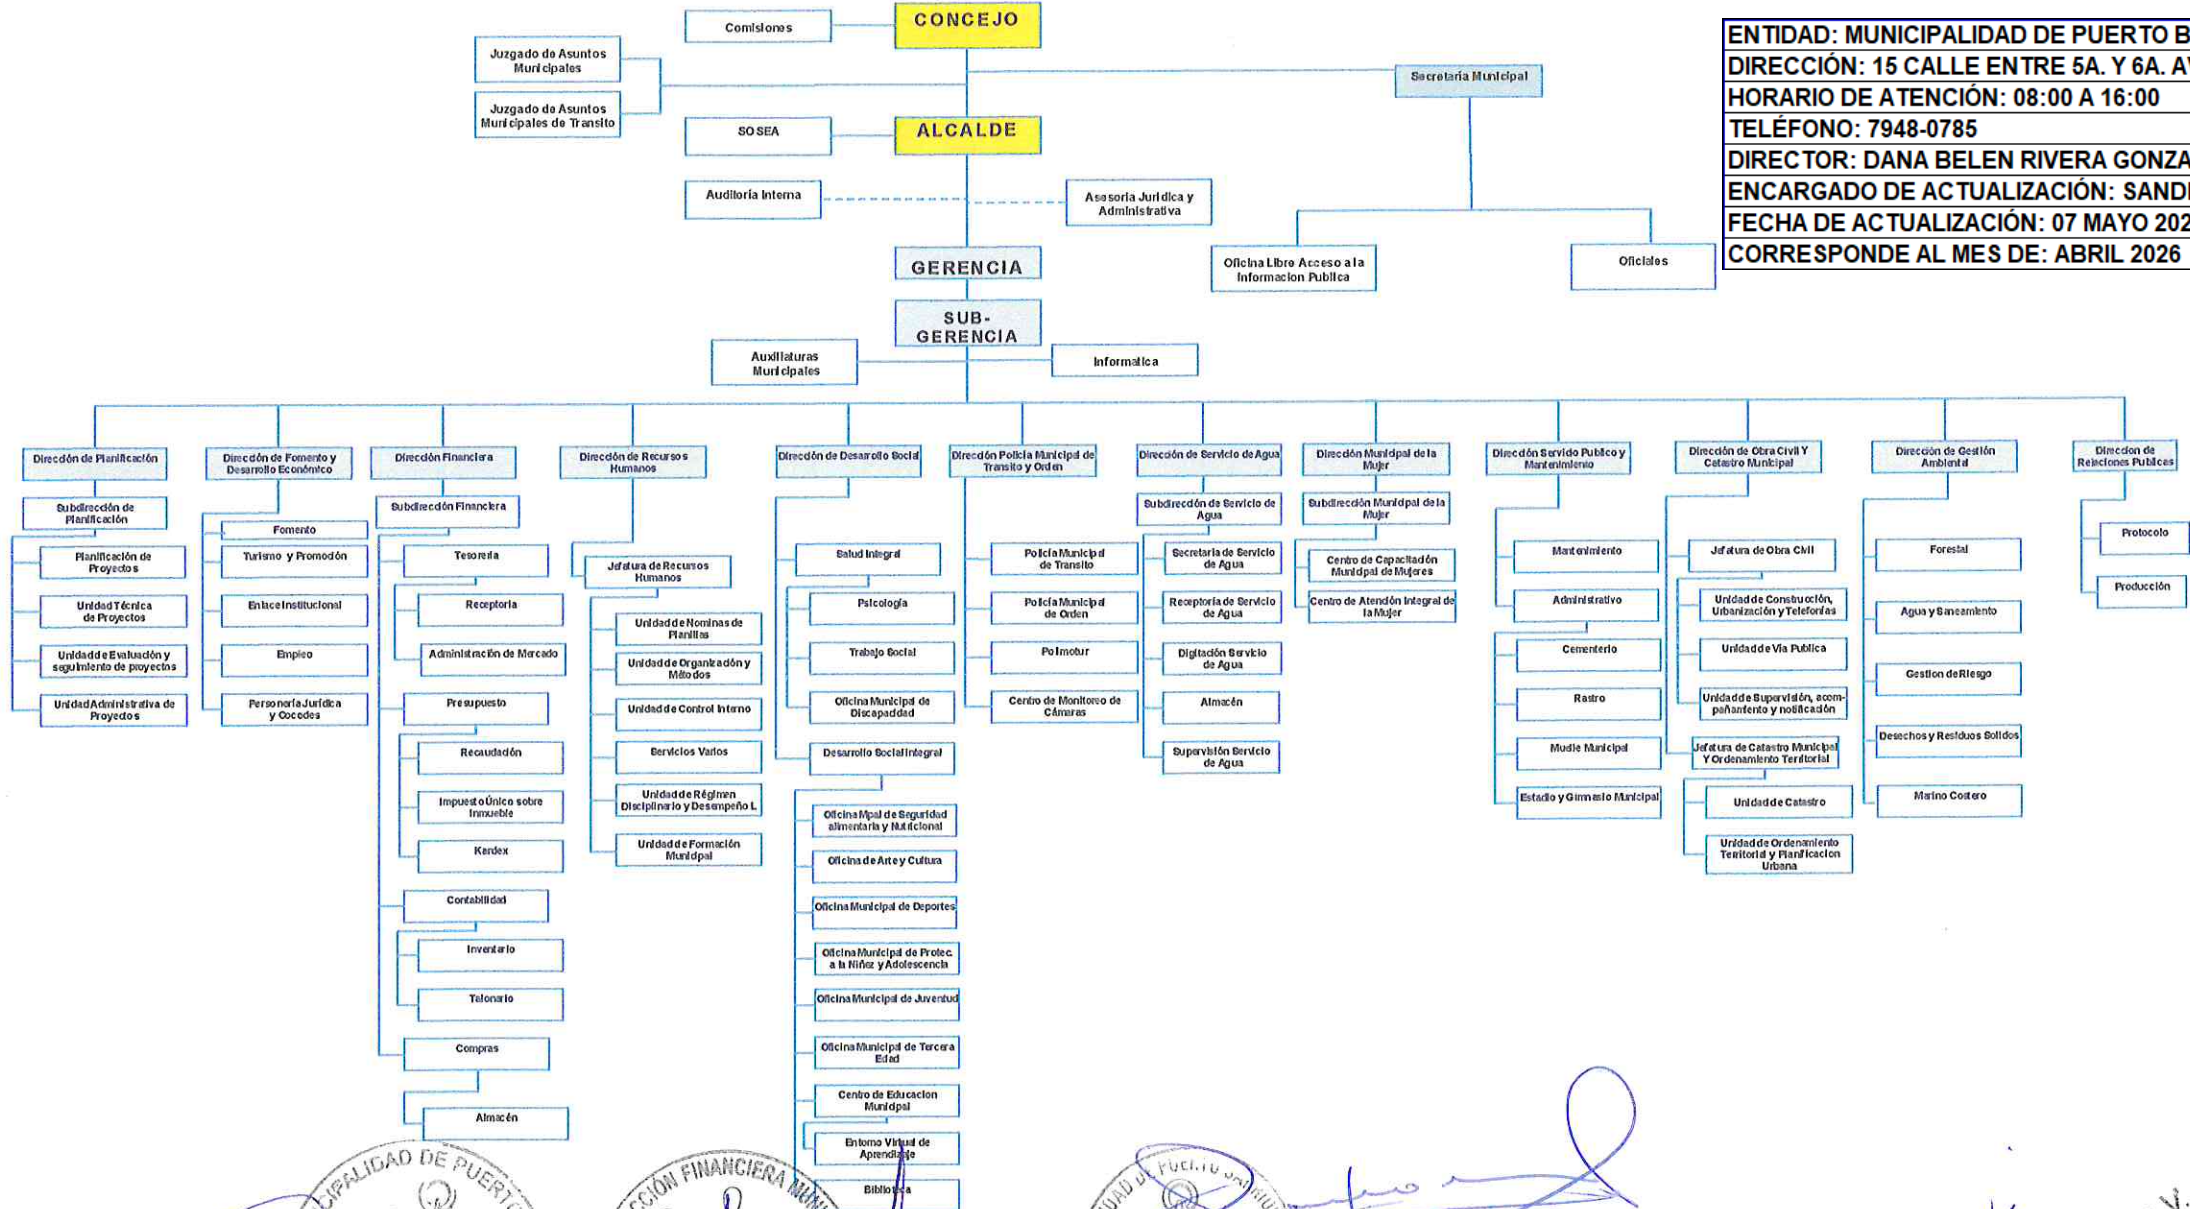 CONCEJO
Comisiones
Juzgado de Asuntos
Municipales
Secretaria Municipal
Juzgado de Asuntos
Municipales de Transito
SOSEA
ALCALDE
Auditoría Interna
Asesoría Jurídica y
Administrativa
GERENCIA
Oficina Libre Acceso a la
Informacion Publica
Oficiales
SUB-
GERENCIA
Auxiliaturas
Municipales
Informatica
ENTIDAD: MUNICIPALIDAD DE PUERTO B
DIRECCIÓN: 15 CALLE ENTRE 5A. Y 6A. AV
HORARIO DE ATENCIÓN: 08:00 A 16:00
TELÉFONO: 7948-0785
DIRECTOR: DANA BELEN RIVERA GONZA
ENCARGADO DE ACTUALIZACIÓN: SAND
FECHA DE ACTUALIZACIÓN: 07 MAYO 202
CORRESPONDE AL MES DE: ABRIL 2026
Dirección de Planificación
Subdirección de
Planificación
Planificación de
Proyectos
Unidad Técnica
de Proyectos
Unidad de Evaluación y
seguimiento de proyectos
Unidad Administrativa de
Proyectos
Dirección de Fomento y
Desarrollo Económico
Fomento
Turismo y Promoción
Enlace Institucional
Empleo
Personería Jurídica
y Cocodes
Dirección Financiera
Subdirección Financiera
Tesorería
Receptoria
Administración de Mercado
Presupuesto
Recaudación
Impuesto Único sobre
Inmueble
Kardex
Contabilidad
Inventario
Talonario
Compras
Almacén
Dirección de Recursos
Humanos
Jefatura de Recursos
Humanos
Unidad de Nominas de
Planillas
Unidad de Organización y
Métodos
Unidad de Control Interno
Servicios Varios
Unidad de Régimen
Disciplinario y Desempeño L
Unidad de Formación
Municipal
Dirección de Desarrollo Social
Salud Integral
Psicología
Trabajo Social
Oficina Municipal de
Discapacidad
Desarrollo Social Integral
Oficina Mpal de Seguridad
alimentaria y Nutricional
Oficina de Arte y Cultura
Oficina Municipal de Deportes
Oficina Municipal de Protec.
a la Niñez y Adolescencia
Oficina Municipal de Juventud
Oficina Municipal de Tercera
Edad
Centro de Educacion
Municipal
Entorno Virtual de
Aprendizaje
Biblioteca
Dirección Policia Municipal de
Transito y Orden
Policía Municipal
de Transito
Policía Municipal
de Orden
Polmotur
Centro de Monitoreo de
Cámaras
Dirección de Servicio de Agua
Subdirección de Servicio de
Agua
Secretaria de Servicio
de Agua
Receptoría de Servicio
de Agua
Digitación Servicio
de Agua
Almacén
Supervisión Servicio
de Agua
Dirección Municipal de la
Mujer
Subdirección Municipal de la
Mujer
Centro de Capacitación
Municipal de Mujeres
Centro de Atención Integral de
la Mujer
Dirección Servicio Publico y
Mantenimiento
Mantenimiento
Administrativo
Cementerio
Rastro
Muelle Municipal
Estadio y Gimnasio Municipal
Dirección de Obra Civil Y
Catastro Municipal
Jefatura de Obra Civil
Unidad de Construcción,
Urbanización y Telefonías
Unidad de Via Publica
Unidad de Supervisión, acom-
pañamiento y notificación
Jefatura de Catastro Municipal
Y Ordenamiento Territorial
Unidad de Catastro
Unidad de Ordenamiento
Territorial y Planificacion
Urbana
Dirección de Gestión
Ambiental
Forestal
Agua y Saneamiento
Gestion de Riesgo
Desechos y Residuos Solidos
Marino Costero
Direccion de
Relaciones Publicas
Protocolo
Producción
CIPALIDAD DE PUERTO
CCIÓN FINANCIERA MUNI